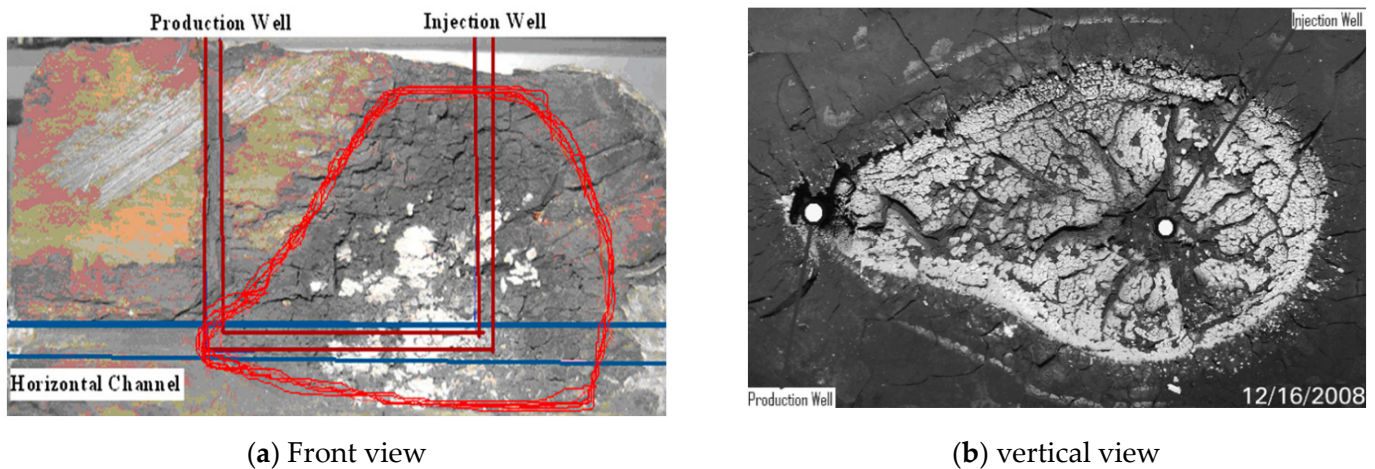 Production Well
Injection Well
Horizontal Channel
(a) Front view
Injection Well
Production Well
12/16/2008
(b) vertical view